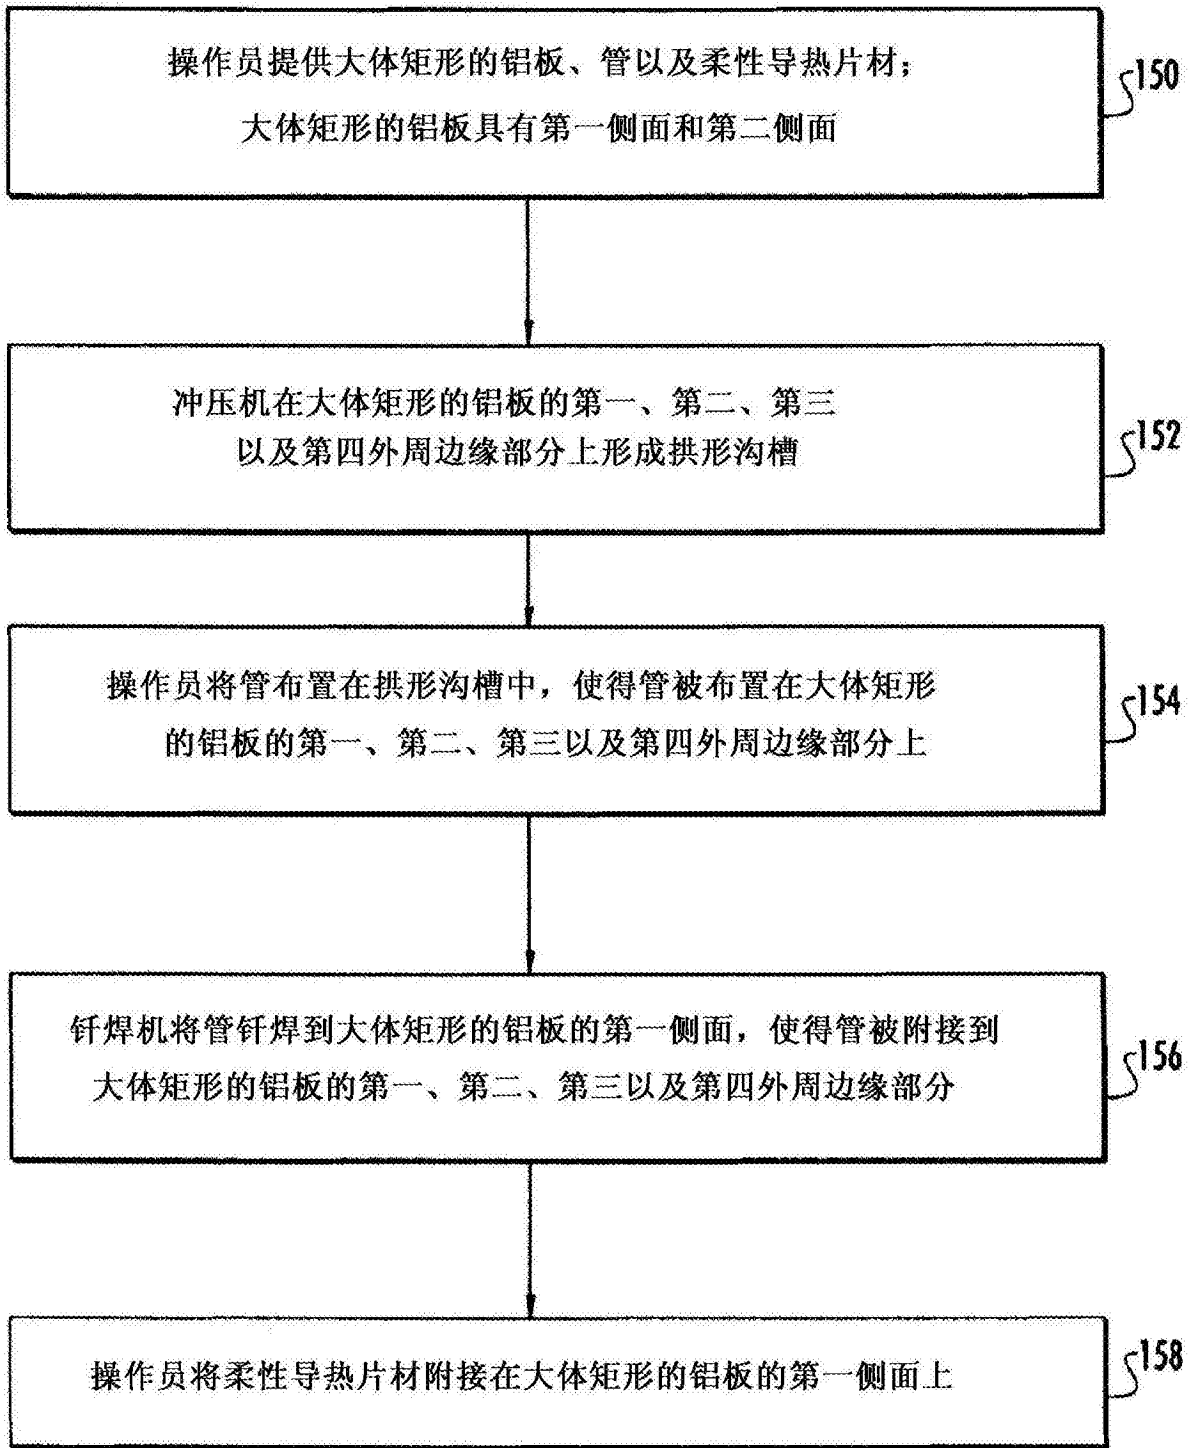 操作员提供大体矩形的铝板、管以及柔性导热片材；
大体矩形的铝板具有第一侧面和第二侧面
150
冲压机在大体矩形的铝板的第一、第二、第三
以及第四外周边缘部分上形成拱形沟槽
152
操作员将管布置在拱形沟槽中，使得管被布置在大体矩形
的铝板的第一、第二、第三以及第四外周边缘部分上
154
钎焊机将管钎焊到大体矩形的铝板的第一侧面，使得管被附接到
大体矩形的铝板的第一、第二、第三以及第四外周边缘部分
156
操作员将柔性导热片材附接在大体矩形的铝板的第一侧面上
158